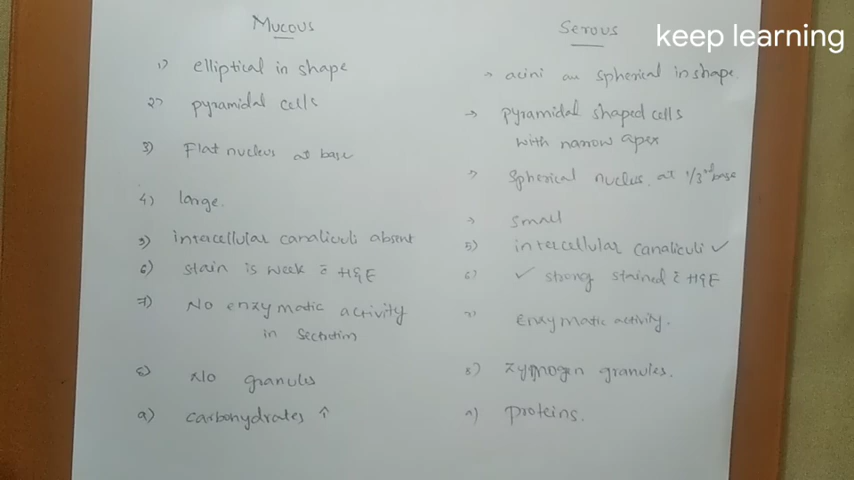 keep learning
Mucous
1) elliptical in shape
2) pyramidal cells
3) Flat nucleus at base
4) large.
5) intercellular canaliculi absent
6) stain is week c̄ H&E
7) No enzymatic activity
in secretion
8) No granules
9) carbohydrates ↑
Serous
→ acini are spherical in shape.
→ pyramidal shaped cells
with narrow apex
→ spherical nucleus at 1/3rd base
→ small
5) intercellular canaliculi ✓
6) ✓ strong stained c̄ H&E
7) enzymatic activity.
8) zymogen granules.
9) proteins.